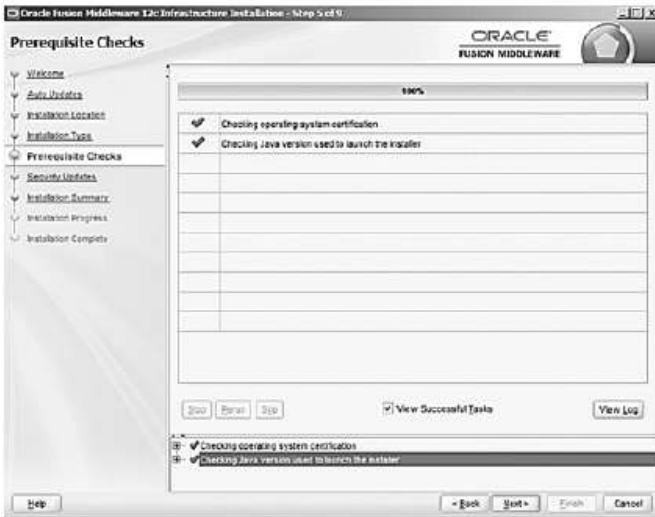 Oracle Fusion Middleware 12c Infrastructure Installation - Step 5 of 9
Prerequisite Checks
ORACLE
FUSION MIDDLEWARE
Welcome
Auto Updates
Installation Location
Installation Type
Prerequisite Checks
Security Updates
Installation Summary
Installation Progress
Installation Complete
100%
Checking operating system certification
Checking Java version used to launch the installer
Stop Rerun Skip View Successful Tasks View Log
Checking operating system certification
Checking Java version used to launch the installer
Help < Back Next > Finish Cancel